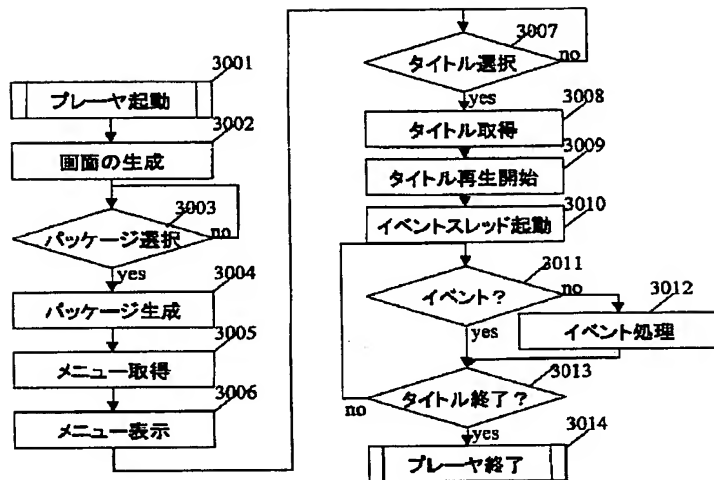 3001
プレーヤ起動
3002
画面の生成
3003
パッケージ選択
no
yes
3004
パッケージ生成
3005
メニュー取得
3006
メニュー表示
3007
タイトル選択
no
yes
3008
タイトル取得
3009
タイトル再生開始
3010
イベントスレッド起動
3011
イベント?
no
yes
3012
イベント処理
3013
タイトル終了?
no
yes
3014
プレーヤ終了